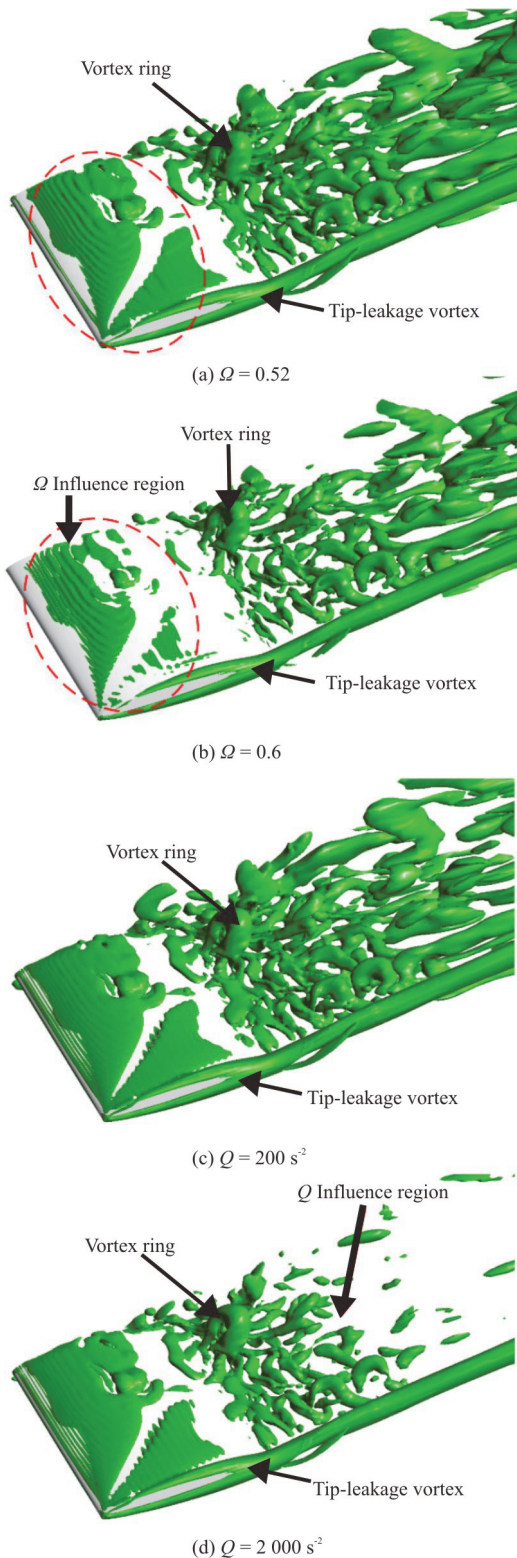 Vortex ring
Tip-leakage vortex
(a) Ω = 0.52
Vortex ring
Ω Influence region
Tip-leakage vortex
(b) Ω = 0.6
Vortex ring
Tip-leakage vortex
(c) Q = 200 s⁻²
Q Influence region
Vortex ring
Tip-leakage vortex
(d) Q = 2 000 s⁻²